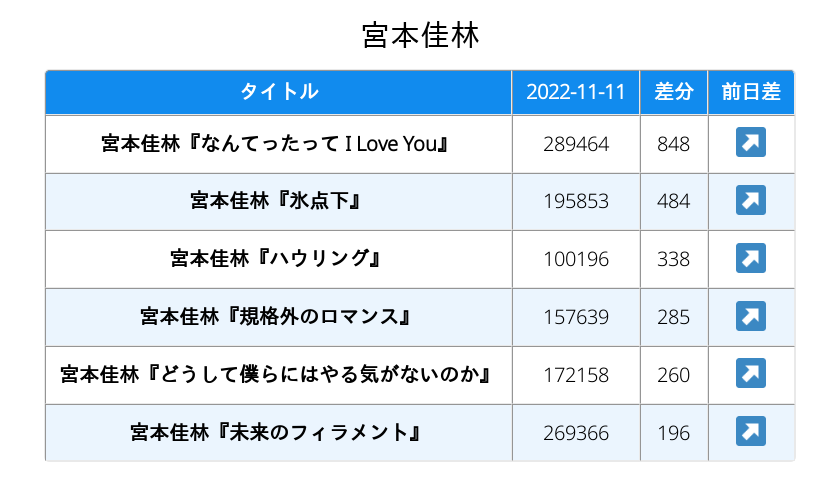 宮本佳林
タイトル 2022-11-11 差分 前日差
宮本佳林『なんてったって I Love You』 289464 848 ↗
宮本佳林『氷点下』 195853 484 ↗
宮本佳林『ハウリング』 100196 338 ↗
宮本佳林『規格外のロマンス』 157639 285 ↗
宮本佳林『どうして僕らにはやる気がないのか』 172158 260 ↗
宮本佳林『未来のフィラメント』 269366 196 ↗